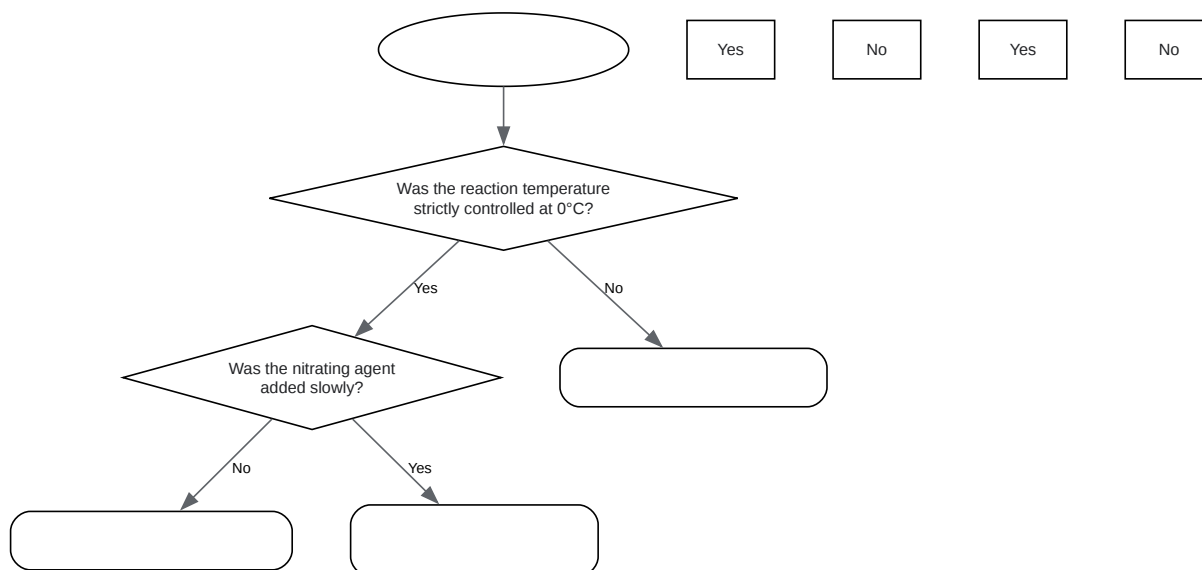 Yes
No
Yes
No
Was the reaction temperature
strictly controlled at 0°C?
Yes
No
Was the nitrating agent
added slowly?
No
Yes